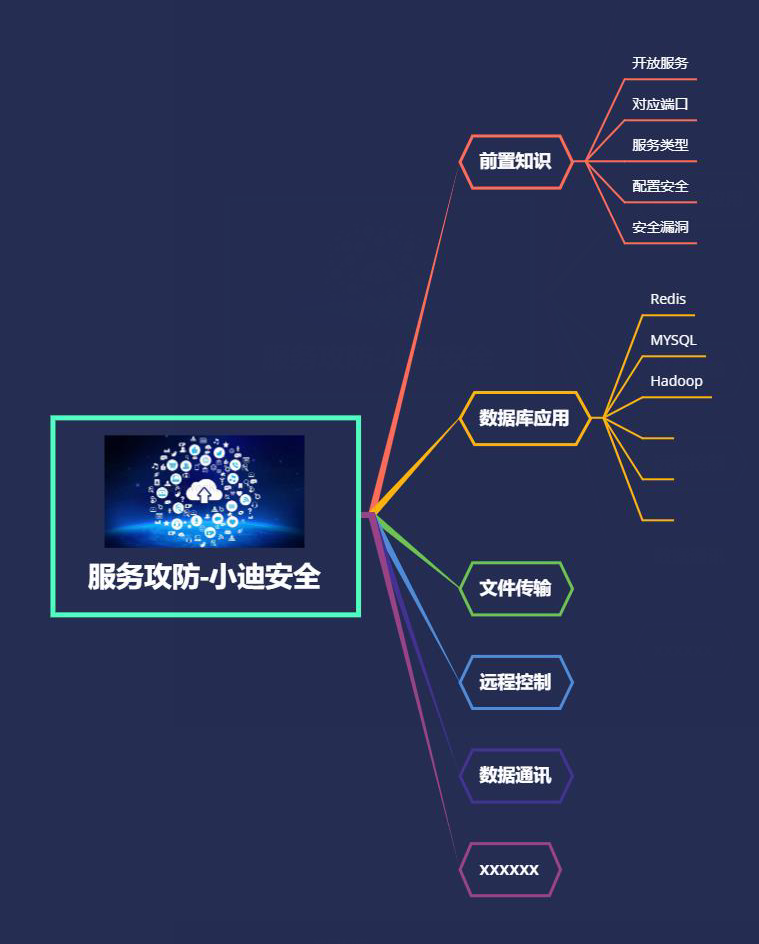 服务攻防-小迪安全
前置知识
开放服务
对应端口
服务类型
配置安全
安全漏洞
数据库应用
Redis
MYSQL
Hadoop
文件传输
远程控制
数据通讯
xxxxxx